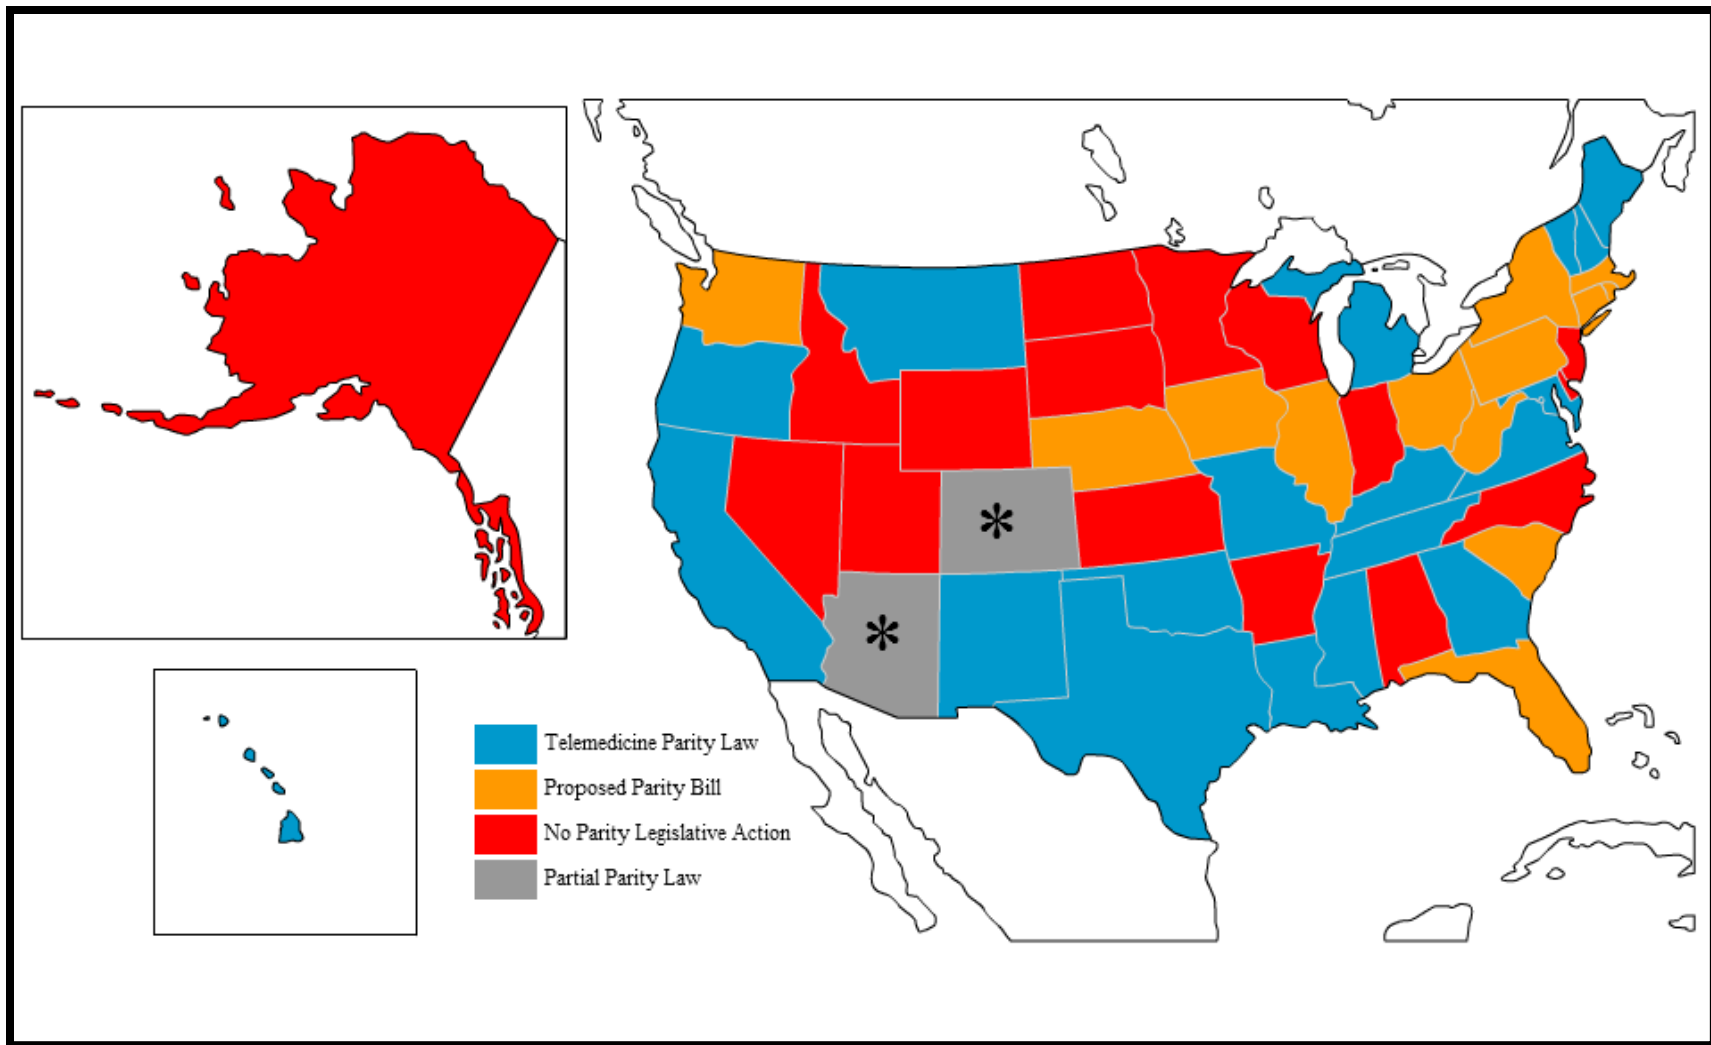 *
*
Telemedicine Parity Law
Proposed Parity Bill
No Parity Legislative Action
Partial Parity Law